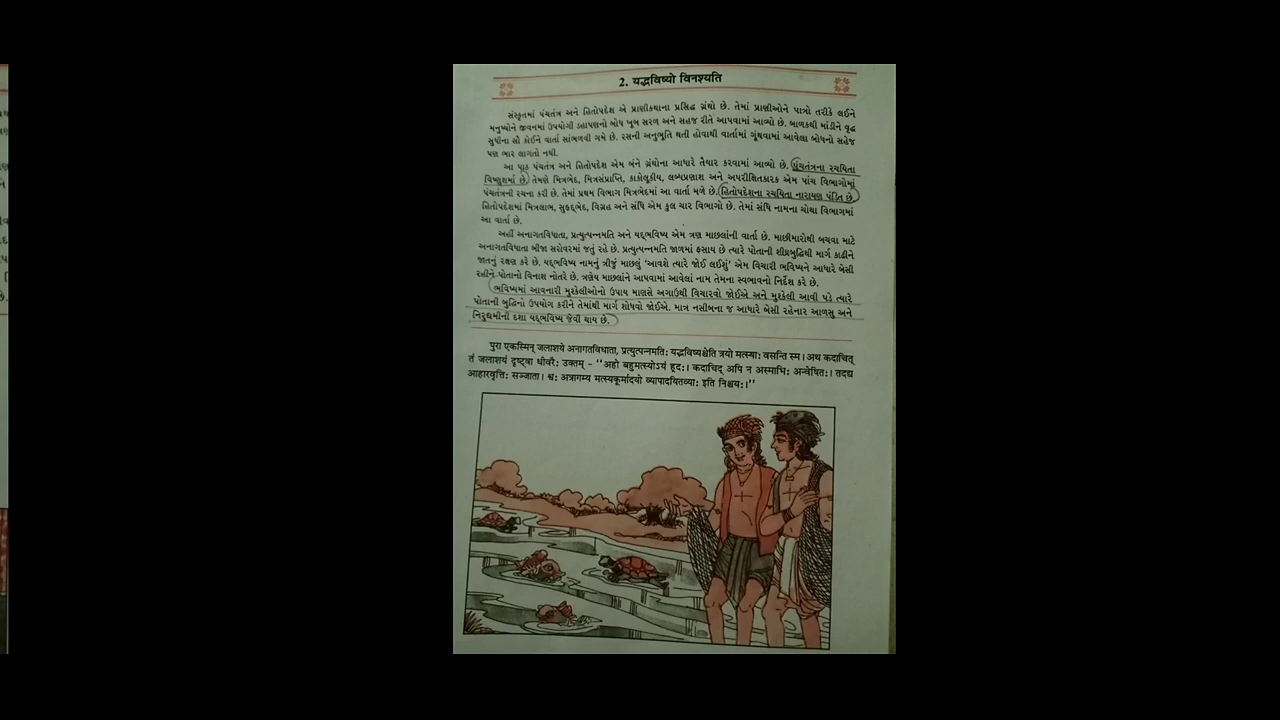 2. यद्भविष्यो विनश्यति
સંસ્કૃતમાં પંચતંત્ર અને હિતોપદેશ એ પ્રાણીકથાના પ્રસિદ્ધ ગ્રંથો છે. તેમાં પ્રાણીઓને પાત્રો તરીકે લઈને
મનુષ્યોને જીવનમાં ઉપયોગી ડહાપણનો બોધ ખૂબ સરળ અને સહજ રીતે આપવામાં આવ્યો છે. બાળકથી માંડીને વૃદ્ધ
સુધીના સૌ કોઈને વાર્તા સાંભળવી ગમે છે. રસની અનુભૂતિ થતી હોવાથી વાર્તામાં ગૂંથવામાં આવેલા બોધનો સહેજ
પણ ભાર લાગતો નથી.
આ પાઠ પંચતંત્ર અને હિતોપદેશ એમ બંને ગ્રંથોના આધારે તૈયાર કરવામાં આવ્યો છે. પંચતંત્રના રચયિતા
વિષ્ણુશર્મા છે. તેમણે મિત્રભેદ, મિત્રસંપ્રાપ્તિ, કાકોલૂકીય, લબ્ધપ્રણાશ અને અપરીક્ષિતકારક એમ પાંચ વિભાગોમાં
પંચતંત્રની રચના કરી છે. તેમાં પ્રથમ વિભાગ મિત્રભેદમાં આ વાર્તા મળે છે. હિતોપદેશના રચયિતા નારાયણ પંડિત છે.
હિતોપદેશમાં મિત્રલાભ, સુહૃદ્ભેદ, વિગ્રહ અને સંધિ એમ કુલ ચાર વિભાગો છે. તેમાં સંધિ નામના ચોથા વિભાગમાં
આ વાર્તા છે.
અહીં અનાગતવિધાતા, પ્રત્યુત્પન્નમતિ અને યદ્ભવિષ્ય એમ ત્રણ માછલાંની વાર્તા છે. માછીમારોથી બચવા માટે
અનાગતવિધાતા બીજા સરોવરમાં જતું રહે છે. પ્રત્યુત્પન્નમતિ જાળમાં ફસાય છે ત્યારે પોતાની શીઘ્રબુદ્ધિથી માર્ગ કાઢીને
જાતનું રક્ષણ કરે છે. યદ્ભવિષ્ય નામનું ત્રીજું માછલું ‘આવશે ત્યારે જોઈ લઈશું’ એમ વિચારી ભવિષ્યને આધારે બેસી
રહીને પોતાનો વિનાશ નોતરે છે. ત્રણેય માછલાંને આપવામાં આવેલાં નામ તેમના સ્વભાવનો નિર્દેશ કરે છે.
ભવિષ્યમાં આવનારી મુશ્કેલીઓનો ઉપાય માણસે અગાઉથી વિચારવો જોઈએ અને મુશ્કેલી આવી પડે ત્યારે
પોતાની બુદ્ધિનો ઉપયોગ કરીને તેમાંથી માર્ગ શોધવો જોઈએ. માત્ર નસીબના જ આધારે બેસી રહેનાર આળસુ અને
નિરુદ્યમીની દશા યદ્ભવિષ્ય જેવી થાય છે.
पुरा एकस्मिन् जलाशये अनागतविधाता, प्रत्युत्पन्नमतिः यद्भविष्यश्चेति त्रयो मत्स्याः वसन्ति स्म। अथ कदाचित्
तं जलाशयं दृष्ट्वा धीवरैः उक्तम् – "अहो बहुमत्स्योऽयं ह्रदः। कदाचिद् अपि न अस्माभिः अन्वेषितः। तदद्य
आहारवृत्तिः सञ्जाता। श्वः अत्रागम्य मत्स्यकूर्मादयो व्यापादयितव्याः इति निश्चयः।"